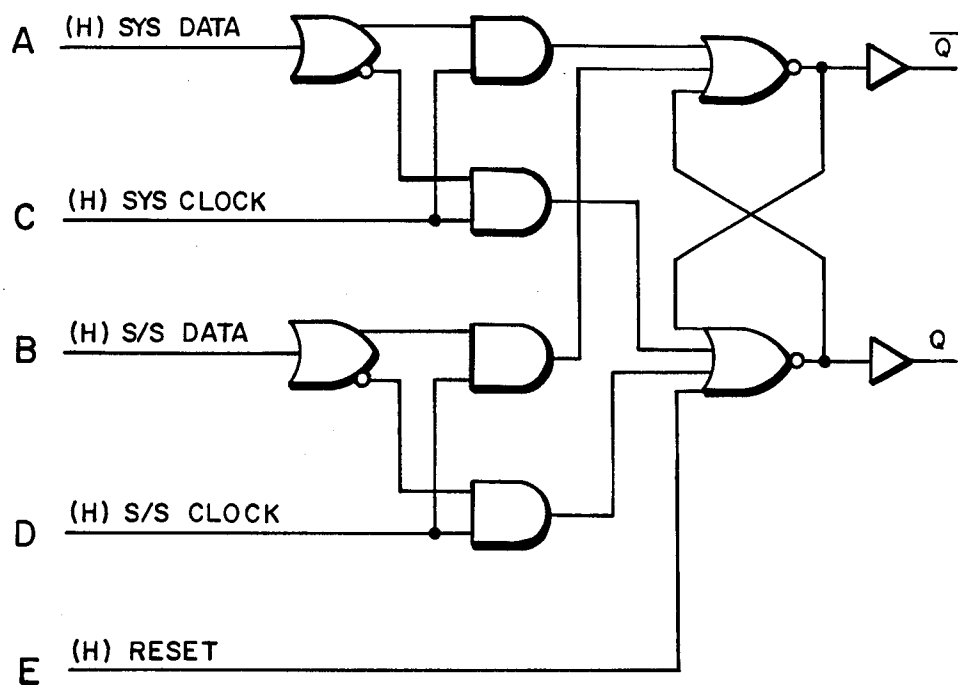 A (H) SYS DATA
Q̅
C (H) SYS CLOCK
B (H) S/S DATA
Q
D (H) S/S CLOCK
E (H) RESET